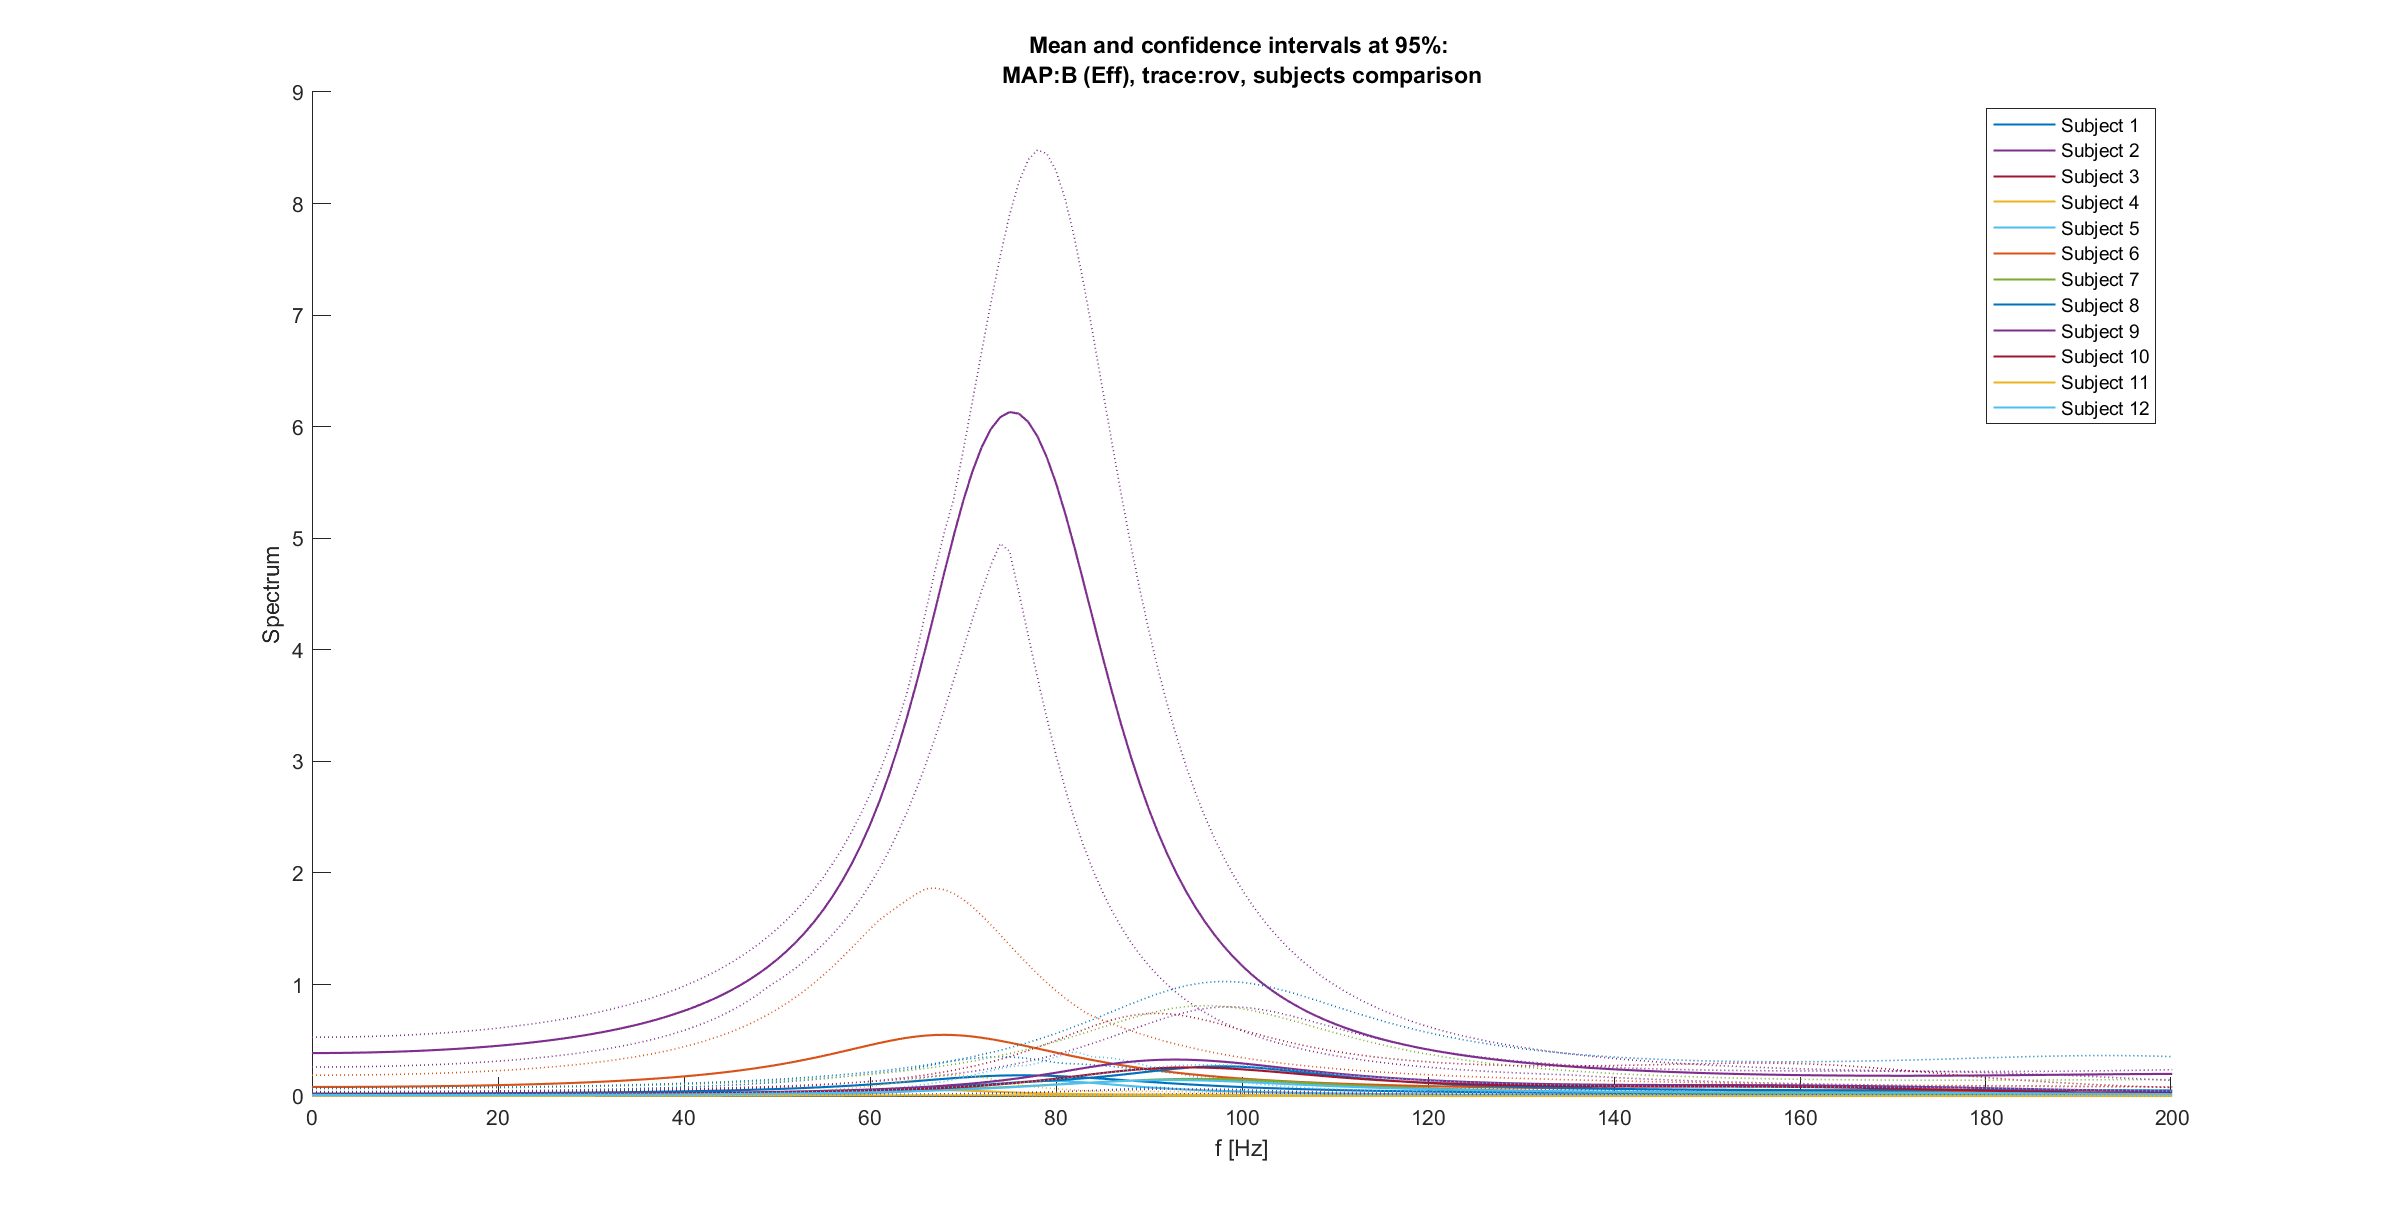 Mean and confidence intervals at 95%:
MAP:B (Eff), trace:rov, subjects comparison
9
8
7
6
5
4
3
2
1
0
Spectrum
0 20 40 60 80 100 120 140 160 180 200
f [Hz]
Subject 1
Subject 2
Subject 3
Subject 4
Subject 5
Subject 6
Subject 7
Subject 8
Subject 9
Subject 10
Subject 11
Subject 12